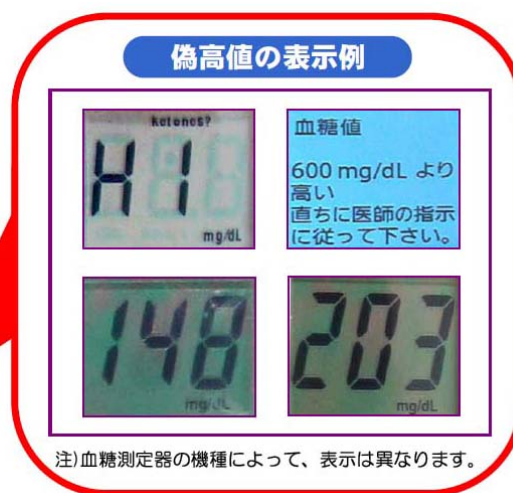 偽高値の表示例
ketones?
HI
mg/dL
血糖値
600 mg/dL より
高い
直ちに医師の指示
に従って下さい。
148
mg/dL
203
mg/dL
注)血糖測定器の機種によって、表示は異なります。